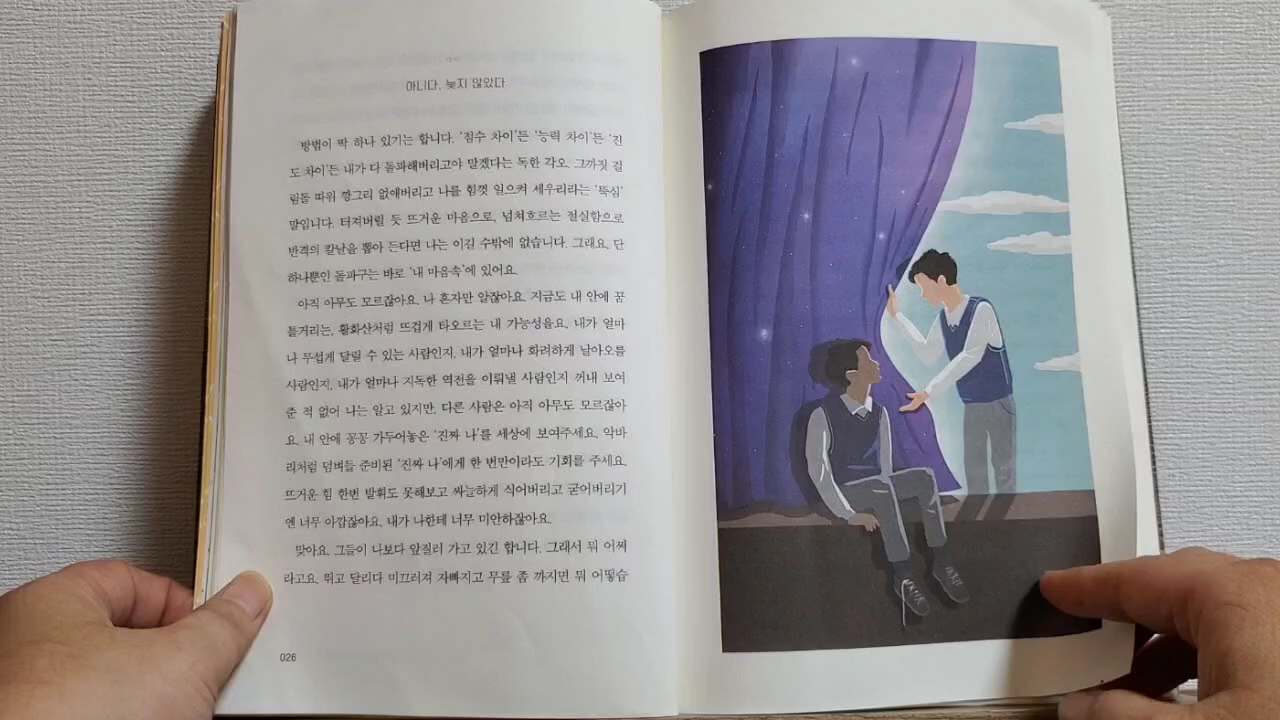 아니다, 늦지 않았다
방법이 딱 하나 있기는 합니다. '점수 차이'든 '능력 차이'든 '진
도 차이'든 내가 다 돌파해버리고야 말겠다는 독한 각오. 그까짓 걸
림돌 따위 깡그리 없애버리고 나를 힘껏 일으켜 세우리라는 '뚝심'
말입니다. 터져버릴 듯 뜨거운 마음으로, 넘쳐흐르는 절실함으로
반격의 칼날을 뽑아 든다면 나는 이길 수밖에 없습니다. 그래요, 단
하나뿐인 돌파구는 바로 '내 마음속'에 있어요.
아직 아무도 모르잖아요. 나 혼자만 알잖아요. 지금도 내 안에 꿈
틀거리는, 활화산처럼 뜨겁게 타오르는 내 가능성을요. 내가 얼마
나 무섭게 달릴 수 있는 사람인지, 내가 얼마나 화려하게 날아오를
사람인지, 내가 얼마나 지독한 역전을 이뤄낼 사람인지 꺼내 보여
준 적 없어 나는 알고 있지만, 다른 사람은 아직 아무도 모르잖아
요. 내 안에 꽁꽁 가두어놓은 '진짜 나'를 세상에 보여주세요. 악바
리처럼 덤벼들 준비된 '진짜 나'에게 한 번만이라도 기회를 주세요.
뜨거운 힘 한번 발휘도 못해보고 싸늘하게 식어버리고 굳어버리기
엔 너무 아깝잖아요. 내가 나한테 너무 미안하잖아요.
맞아요. 그들이 나보다 앞질러 가고 있긴 합니다. 그래서 뭐 어쩌
라고요. 뛰고 달리다 미끄러져 자빠지고 무릎 좀 까지면 뭐 어떻습
026